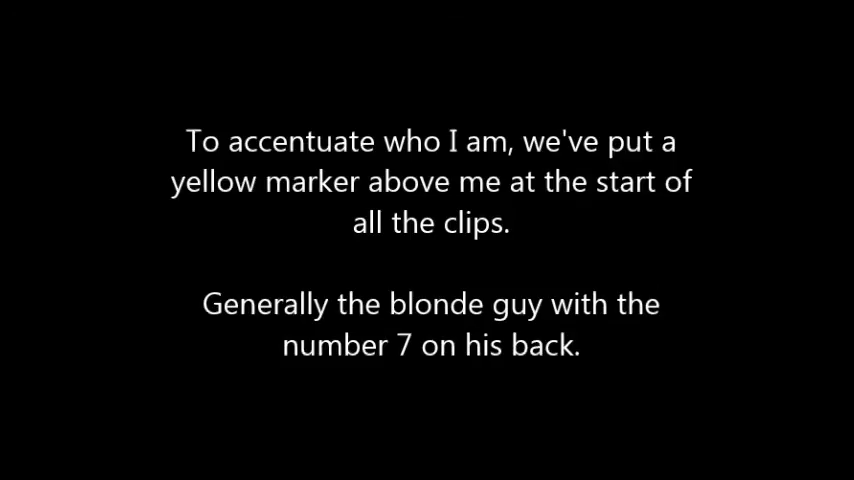 To accentuate who I am, we've put a
yellow marker above me at the start of
all the clips.
Generally the blonde guy with the
number 7 on his back.